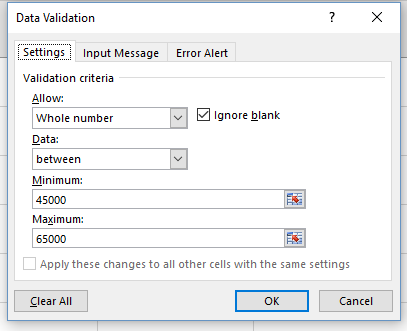 Data Validation ? ×
Settings Input Message Error Alert
Validation criteria
Allow:
Whole number Ignore blank
Data:
between
Minimum:
45000
Maximum:
65000
Apply these changes to all other cells with the same settings
Clear All OK Cancel